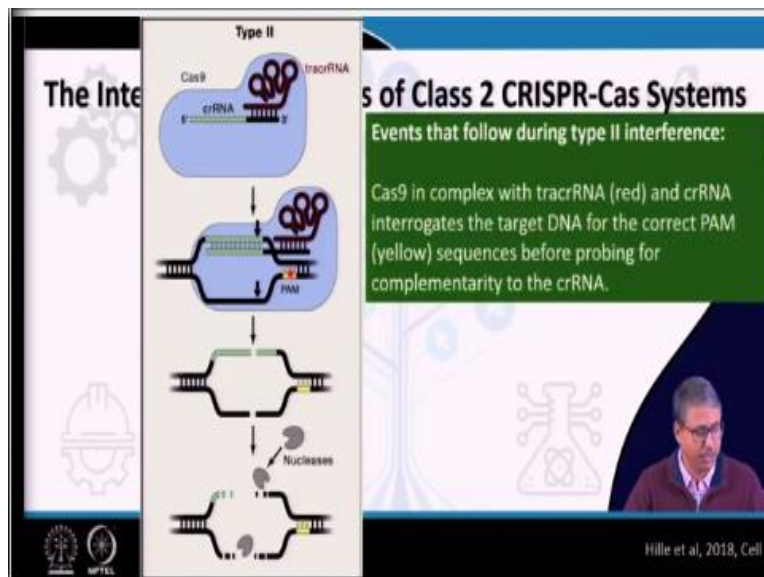 Type II
The Inte
s of Class 2 CRISPR-Cas Systems
Cas9
tracrRNA
crRNA
5'
3'
Events that follow during type II interference:
Cas9 in complex with tracrRNA (red) and crRNA
interrogates the target DNA for the correct PAM
(yellow) sequences before probing for
complementarity to the crRNA.
PAM
Nucleases
NPTEL
Hille et al, 2018, Cell